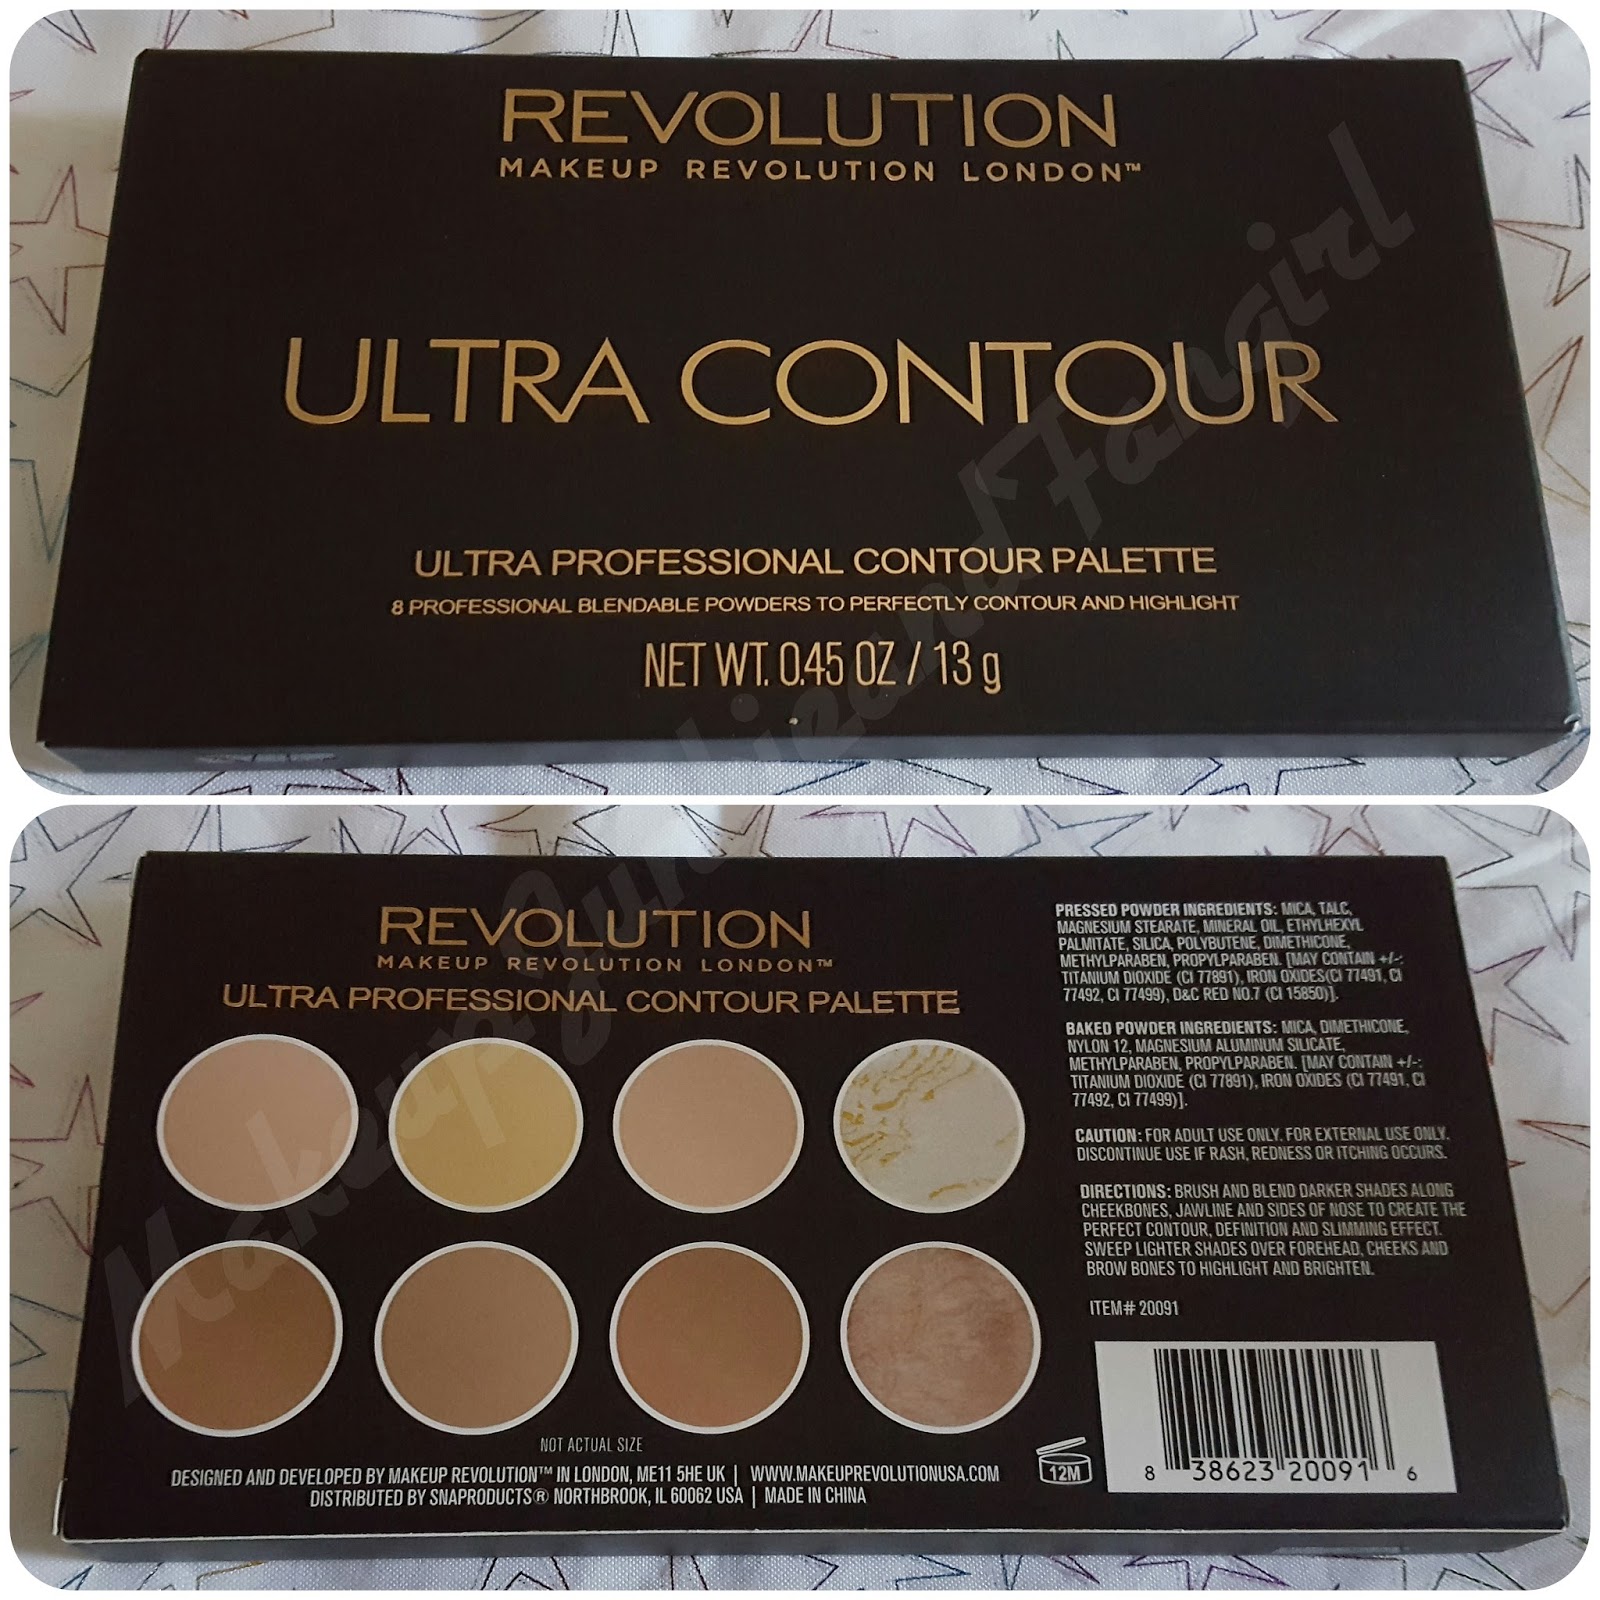 REVOLUTION
MAKEUP REVOLUTION LONDON™
ULTRA CONTOUR
ULTRA PROFESSIONAL CONTOUR PALETTE
8 PROFESSIONAL BLENDABLE POWDERS TO PERFECTLY CONTOUR AND HIGHLIGHT
NET WT. 0.45 OZ / 13 g
MakeupJunkieandFangirl
REVOLUTION
MAKEUP REVOLUTION LONDON™
ULTRA PROFESSIONAL CONTOUR PALETTE
NOT ACTUAL SIZE
DESIGNED AND DEVELOPED BY MAKEUP REVOLUTION™ IN LONDON, ME11 5HE UK | WWW.MAKEUPREVOLUTIONUSA.COM
DISTRIBUTED BY SNAPRODUCTS® NORTHBROOK, IL 60062 USA | MADE IN CHINA
PRESSED POWDER INGREDIENTS: MICA, TALC,
MAGNESIUM STEARATE, MINERAL OIL, ETHYLHEXYL
PALMITATE, SILICA, POLYBUTENE, DIMETHICONE,
METHYLPARABEN, PROPYLPARABEN. [MAY CONTAIN +/-:
TITANIUM DIOXIDE (CI 77891), IRON OXIDES(CI 77491, CI
77492, CI 77499), D&C RED NO.7 (CI 15850)].
BAKED POWDER INGREDIENTS: MICA, DIMETHICONE,
NYLON 12, MAGNESIUM ALUMINUM SILICATE,
METHYLPARABEN, PROPYLPARABEN. [MAY CONTAIN +/-:
TITANIUM DIOXIDE (CI 77891), IRON OXIDES (CI 77491, CI
77492, CI 77499)].
CAUTION: FOR ADULT USE ONLY. FOR EXTERNAL USE ONLY.
DISCONTINUE USE IF RASH, REDNESS OR ITCHING OCCURS.
DIRECTIONS: BRUSH AND BLEND DARKER SHADES ALONG
CHEEKBONES, JAWLINE AND SIDES OF NOSE TO CREATE THE
PERFECT CONTOUR, DEFINITION AND SLIMMING EFFECT.
SWEEP LIGHTER SHADES OVER FOREHEAD, CHEEKS AND
BROW BONES TO HIGHLIGHT AND BRIGHTEN.
ITEM# 20091
12M
8 38623 20091 6